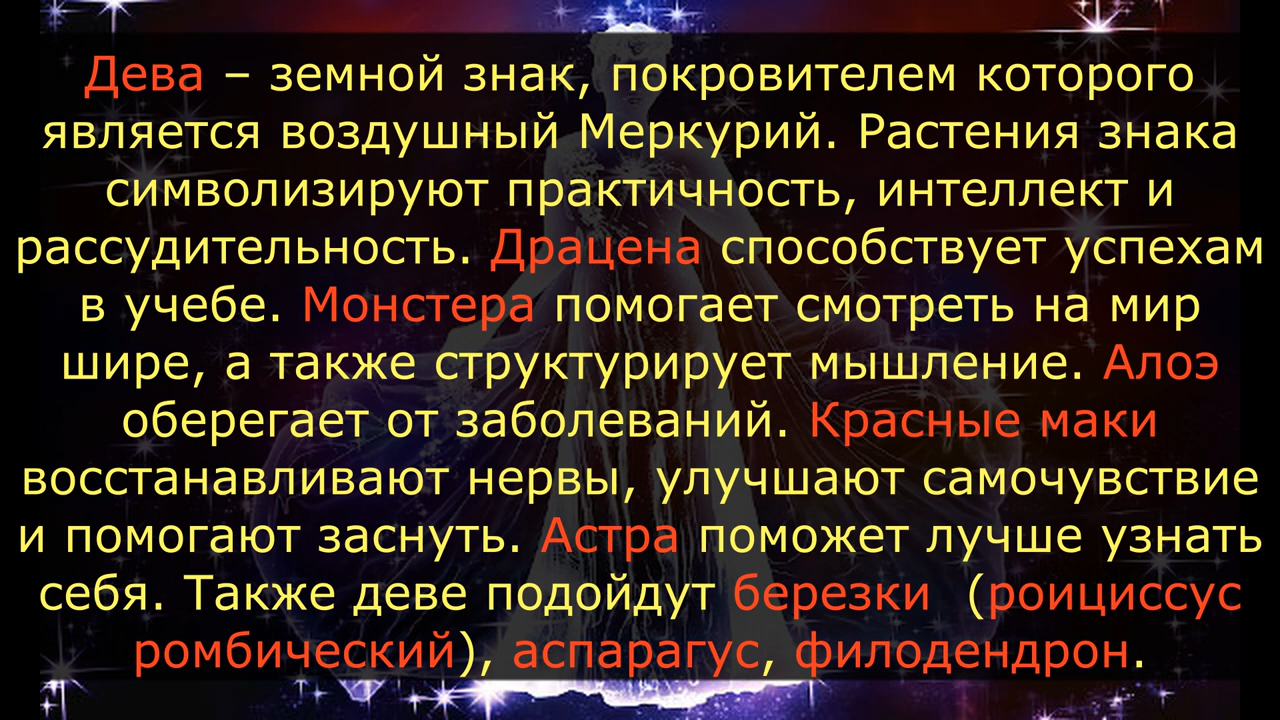 Дева – земной знак, покровителем которого
является воздушный Меркурий. Растения знака
символизируют практичность, интеллект и
рассудительность. Драцена способствует успехам
в учебе. Монстера помогает смотреть на мир
шире, а также структурирует мышление. Алоэ
оберегает от заболеваний. Красные маки
восстанавливают нервы, улучшают самочувствие
и помогают заснуть. Астра поможет лучше узнать
себя. Также деве подойдут березки (роициссус
ромбический), аспарагус, филодендрон.